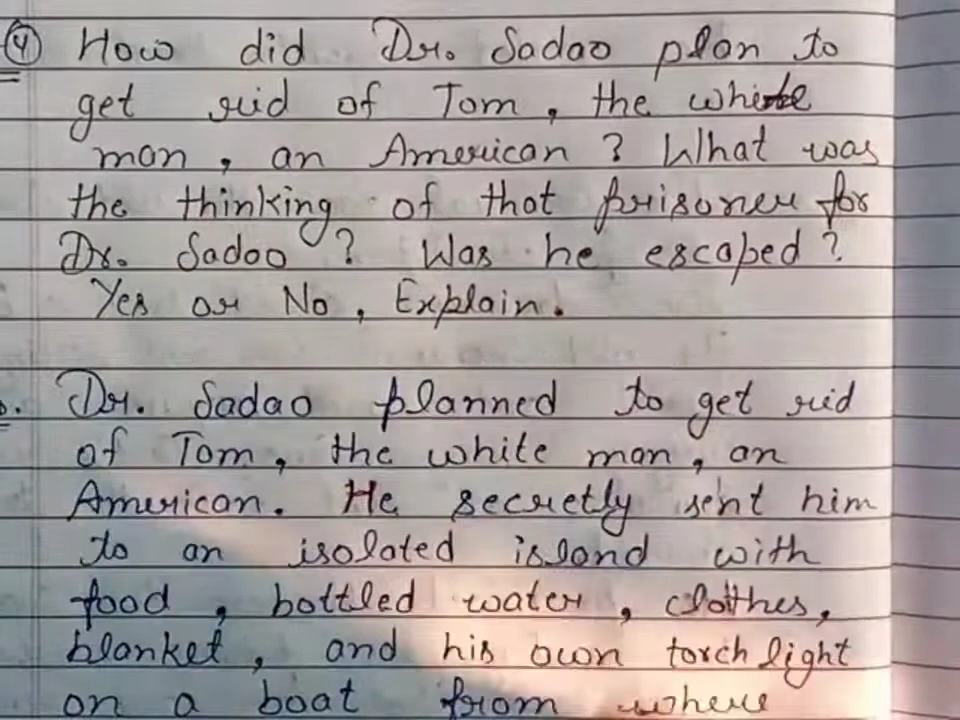 4 How did Dr. Sadao plan to
get rid of Tom, the white
man, an American? What was
the thinking of that prisoner for
Dr. Sadao? Was he escaped?
Yes or No, Explain.
Dr. Sadao planned to get rid
of Tom, the white man, an
American. He secretly sent him
to an isolated island with
food, bottled water, clothes,
blanket, and his own torch light
on a boat from where